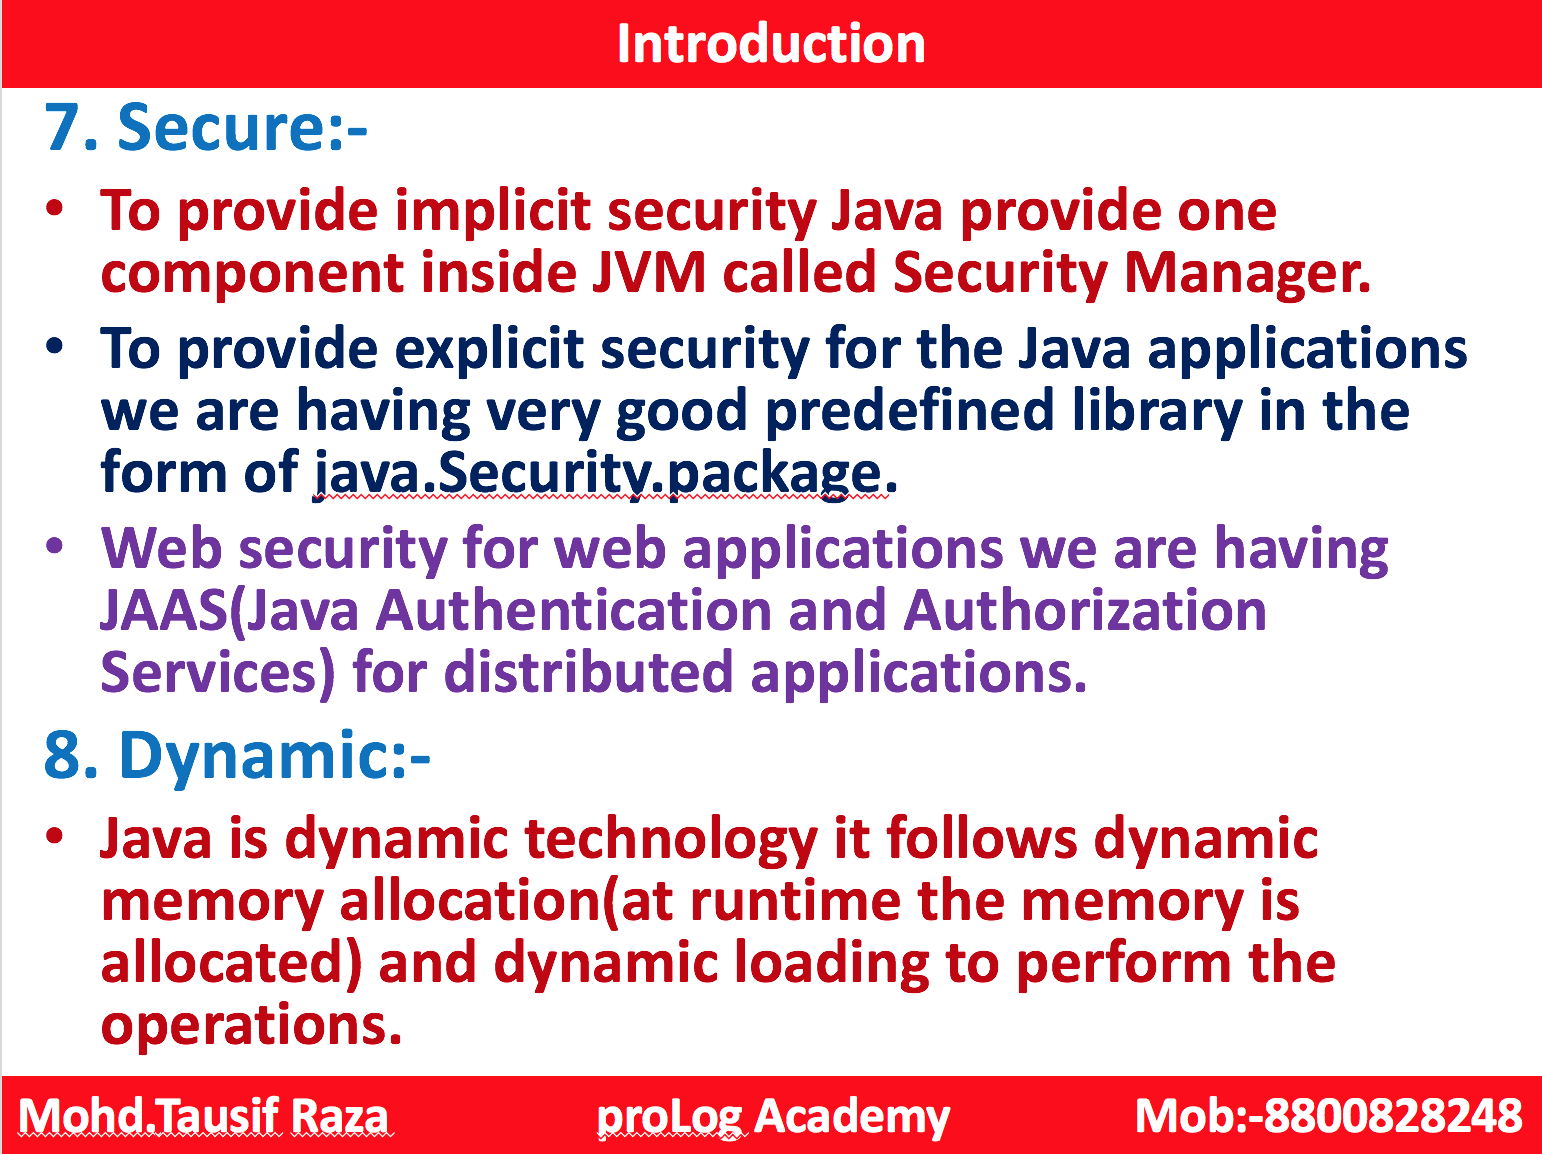 Introduction
7. Secure:-
• To provide implicit security Java provide one
component inside JVM called Security Manager.
• To provide explicit security for the Java applications
we are having very good predefined library in the
form of java.Security.package.
• Web security for web applications we are having
JAAS(Java Authentication and Authorization
Services) for distributed applications.
8. Dynamic:-
• Java is dynamic technology it follows dynamic
memory allocation(at runtime the memory is
allocated) and dynamic loading to perform the
operations.
Mohd.Tausif Raza proLog Academy Mob:-8800828248